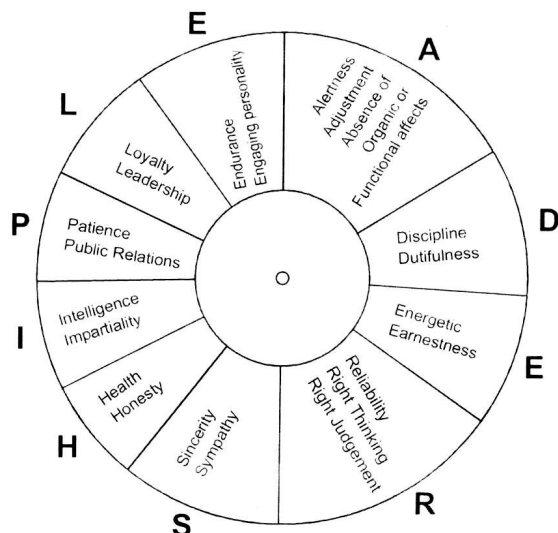 L
Loyalty
Leadership
E
Endurance
Engaging personality
A
Alertness
Adjustment
Absence of
Organic or
Functional affects
D
Discipline
Dutifulness
E
Energetic
Earnestness
R
Reliability
Right Thinking
Right Judgement
S
Sincerity
Sympathy
H
Health
Honesty
I
Intelligence
Impartiality
P
Patience
Public Relations